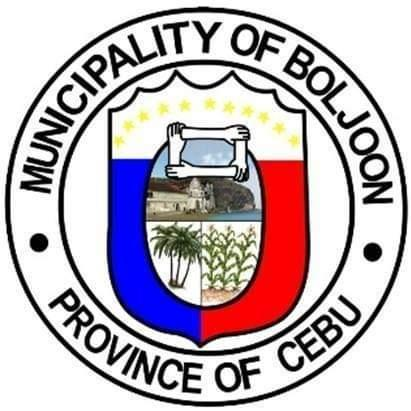 MUNICIPALITY OF BOLJOON
PROVINCE OF CEBU